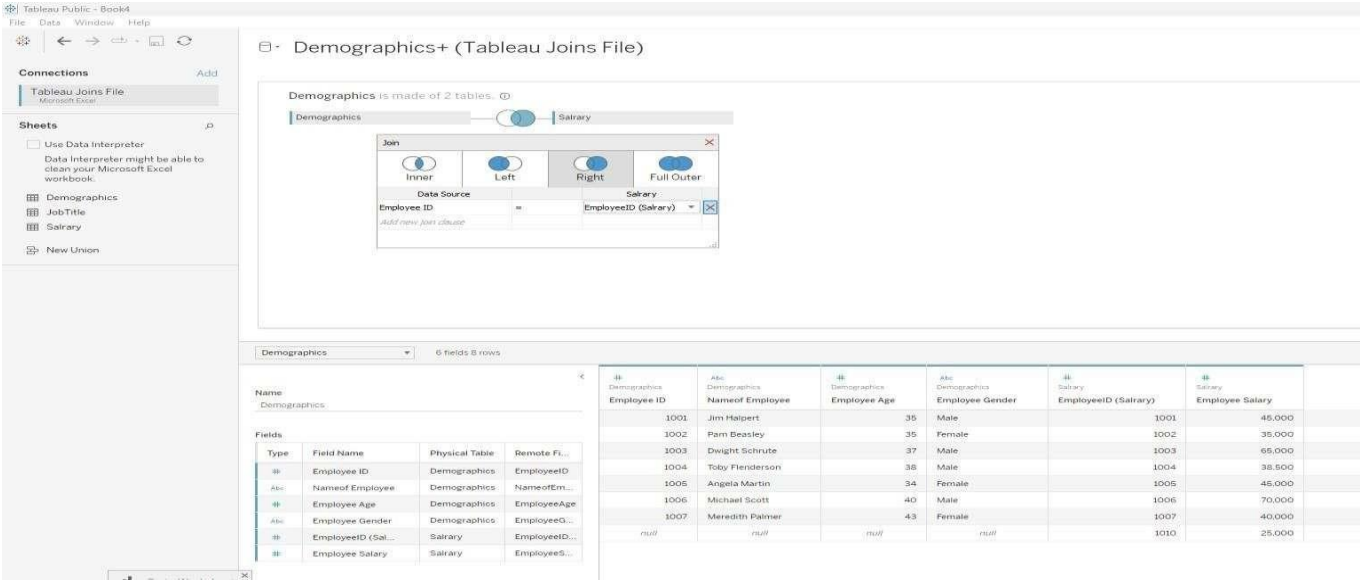 Tableau Public - Book4
File Data Window Help
Connections Add
Tableau Joins File
Microsoft Excel
Sheets
Use Data Interpreter
Data Interpreter might be able to
clean your Microsoft Excel
workbook.
Demographics
JobTitle
Salrary
New Union
Demographics+ (Tableau Joins File)
Demographics is made of 2 tables.
Demographics Salrary
Join
Inner Left Right Full Outer
Data Source Salrary
Employee ID = EmployeeID (Salrary)
Add new join clause
Demographics 6 fields 8 rows
Name
Demographics
Fields
Type Field Name Physical Table Remote Fi...
# Employee ID Demographics EmployeeID
Abc Nameof Employee Demographics NameofEm...
# Employee Age Demographics EmployeeAge
Abc Employee Gender Demographics EmployeeG...
# EmployeeID (Sal... Salrary EmployeeID...
# Employee Salary Salrary EmployeeS...
# Abc # Abc # #
Demographics Demographics Demographics Demographics Salrary Salrary
Employee ID Nameof Employee Employee Age Employee Gender EmployeeID (Salrary) Employee Salary
1001 Jim Halpert 35 Male 1001 45,000
1002 Pam Beasley 35 Female 1002 35,000
1003 Dwight Schrute 37 Male 1003 65,000
1004 Toby Flenderson 38 Male 1004 38,500
1005 Angela Martin 34 Female 1005 45,000
1006 Michael Scott 40 Male 1006 70,000
1007 Meredith Palmer 43 Female 1007 40,000
null null null null 1010 25,000